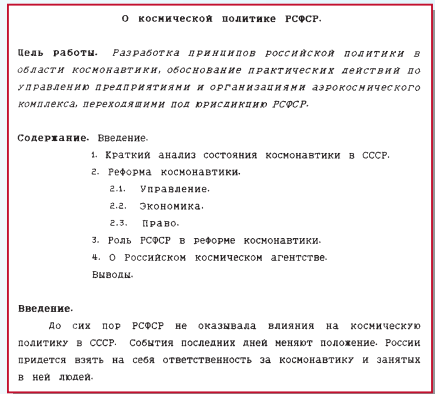 О космической политике РСФСР.
Цель работы. Разработка принципов российской политики в
области космонавтики, обоснование практических действий по
управлению предприятиями и организациями аэрокосмического
комплекса, переходящими под юрисдикцию РСФСР.
Содержание. Введение.
1. Краткий анализ состояния космонавтики в СССР.
2. Реформа космонавтики.
2.1. Управление.
2.2. Экономика.
2.3. Право.
3. Роль РСФСР в реформе космонавтики.
4. О Российском космическом агентстве.
Выводы.
Введение.
До сих пор РСФСР не оказывала влияния на космическую
политику в СССР. События последних дней меняют положение. России
придется взять на себя ответственность за космонавтику и занятых
в ней людей.